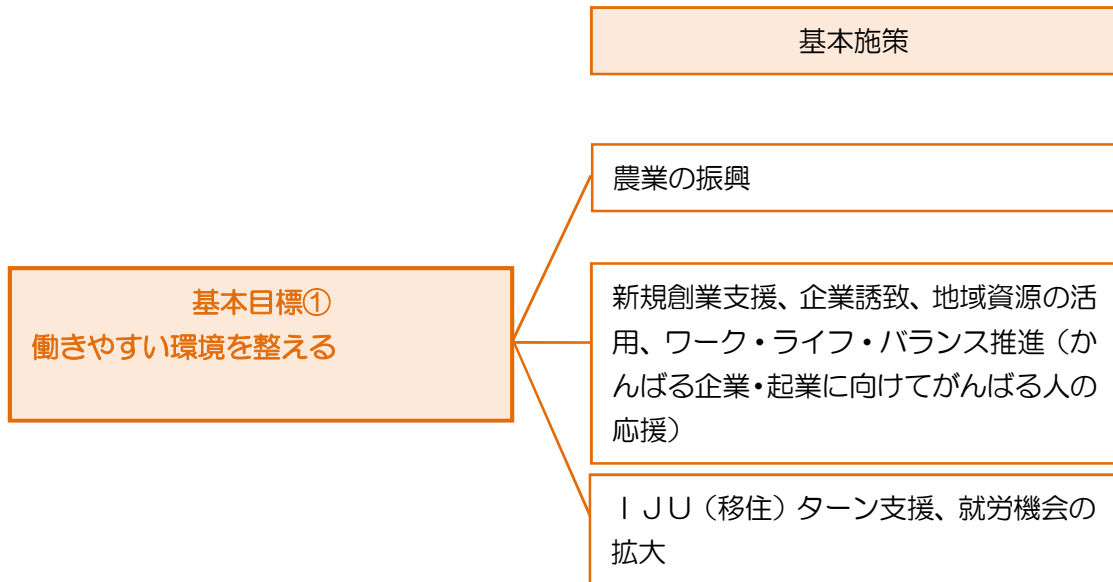 基本施策
農業の振興
基本目標①
働きやすい環境を整える
新規創業支援、企業誘致、地域資源の活
用、ワーク・ライフ・バランス推進（か
んばる企業・起業に向けてがんばる人の
応援）
ＩＪＵ（移住）ターン支援、就労機会の
拡大